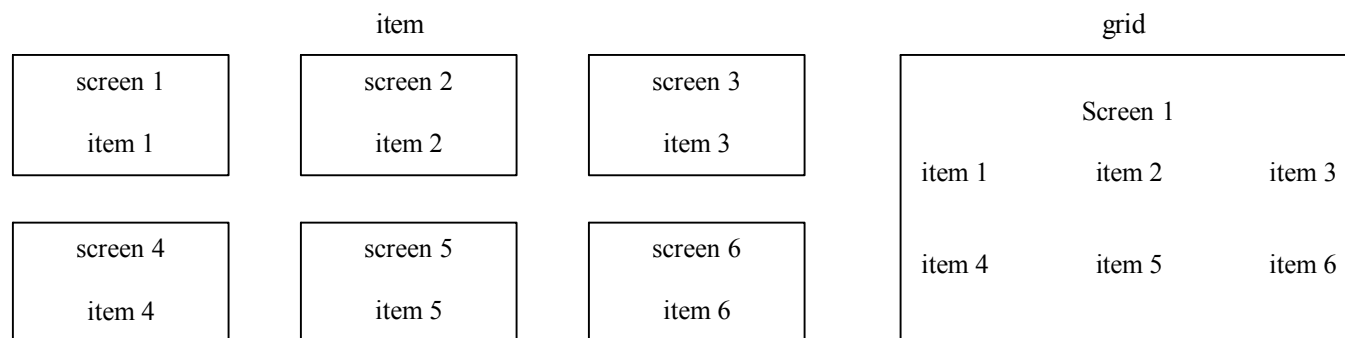 item
screen 1
item 1
screen 2
item 2
screen 3
item 3
screen 4
item 4
screen 5
item 5
screen 6
item 6
grid
Screen 1
item 1 item 2 item 3
item 4 item 5 item 6